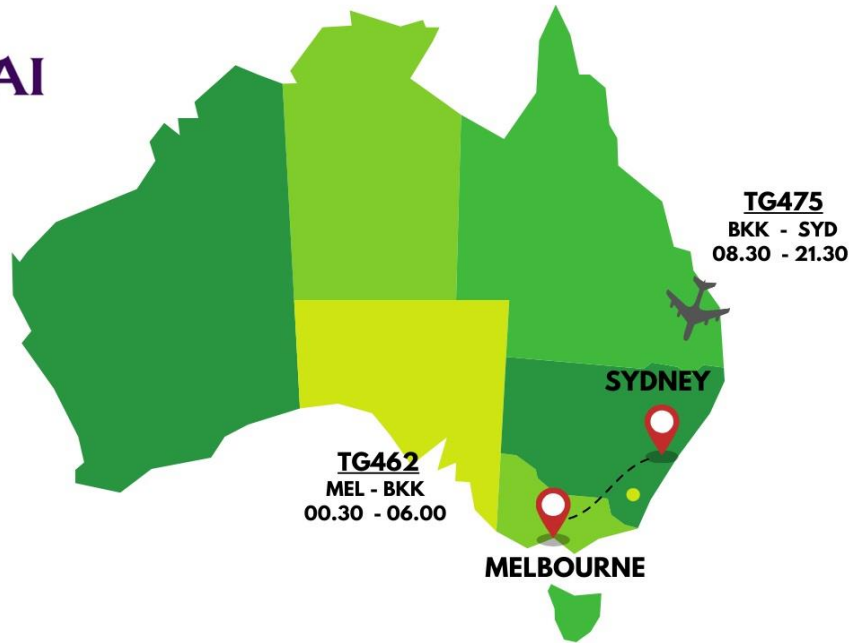 AI
TG475
BKK - SYD
08.30 - 21.30
SYDNEY
TG462
MEL - BKK
00.30 - 06.00
MELBOURNE